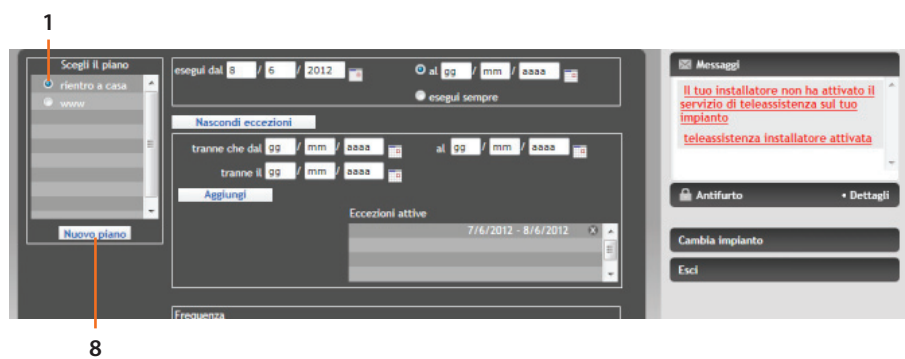 1
Scegli il piano
rientro a casa
www
Nuovo piano
8
esegui dal 8 / 6 / 2012
al gg / mm / aaaa
esegui sempre
Nascondi eccezioni
tranne che dal gg / mm / aaaa al gg / mm / aaaa
tranne il gg / mm / aaaa
Aggiungi
Eccezioni attive
7/6/2012 - 8/6/2012
Frequenza
Messaggi
Il tuo installatore non ha attivato il
servizio di teleassistenza sul tuo
impianto
teleassistenza installatore attivata
Antifurto • Dettagli
Cambia impianto
Esci